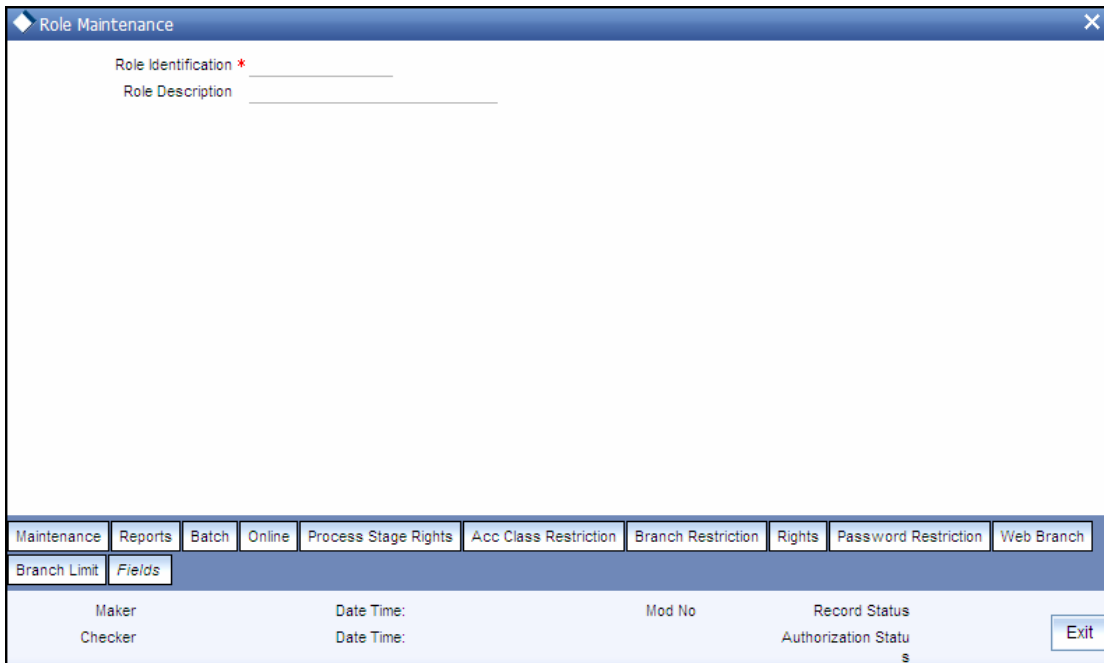 Role Maintenance
Role Identification *
Role Description
Maintenance Reports Batch Online Process Stage Rights Acc Class Restriction Branch Restriction Rights Password Restriction Web Branch
Branch Limit Fields
Maker Date Time: Mod No Record Status
Checker Date Time: Authorization Statu
s
Exit